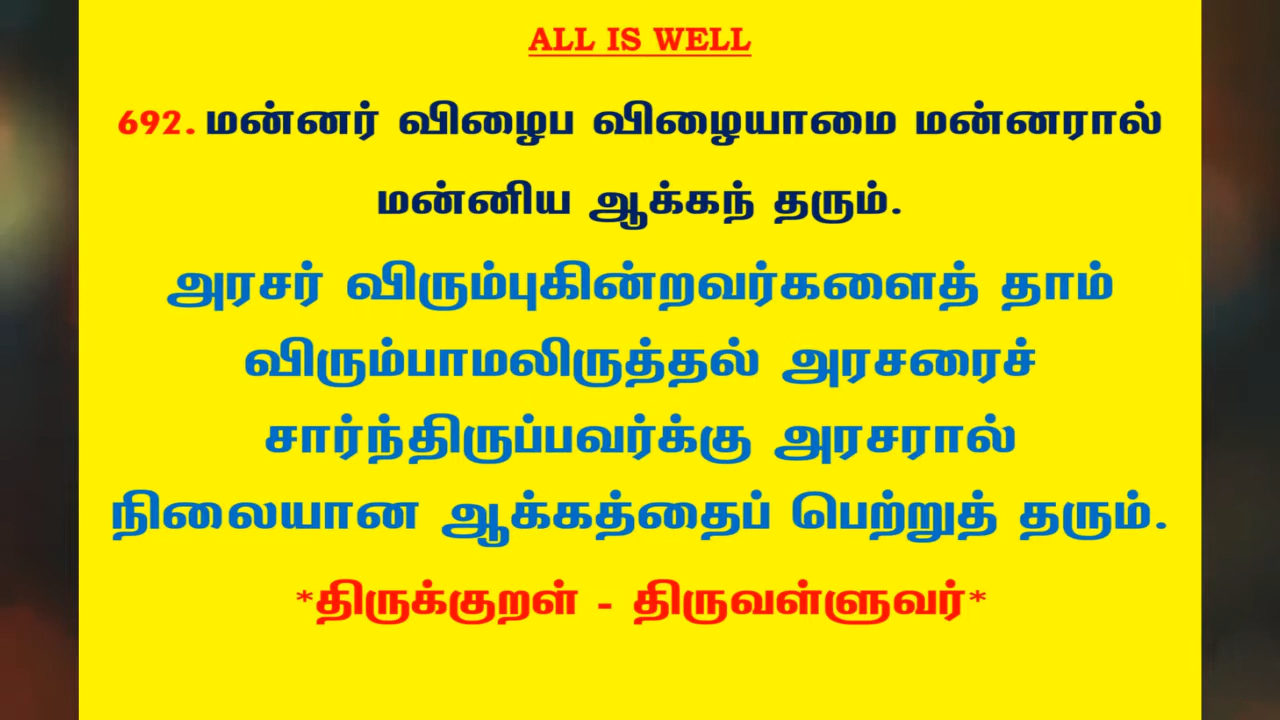 ALL IS WELL
692. மன்னர் விழைப விழையாமை மன்னரால்
மன்னிய ஆக்கந் தரும்.
அரசர் விரும்புகின்றவர்களைத் தாம்
விரும்பாமலிருத்தல் அரசரைச்
சார்ந்திருப்பவர்க்கு அரசரால்
நிலையான ஆக்கத்தைப் பெற்றுத் தரும்.
*திருக்குறள் - திருவள்ளுவர்*